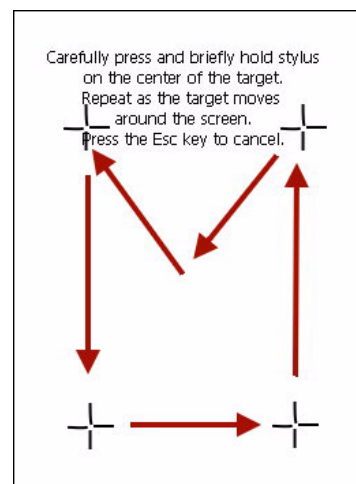 Carefully press and briefly hold stylus
on the center of the target.
Repeat as the target moves
around the screen.
Press the Esc key to cancel.